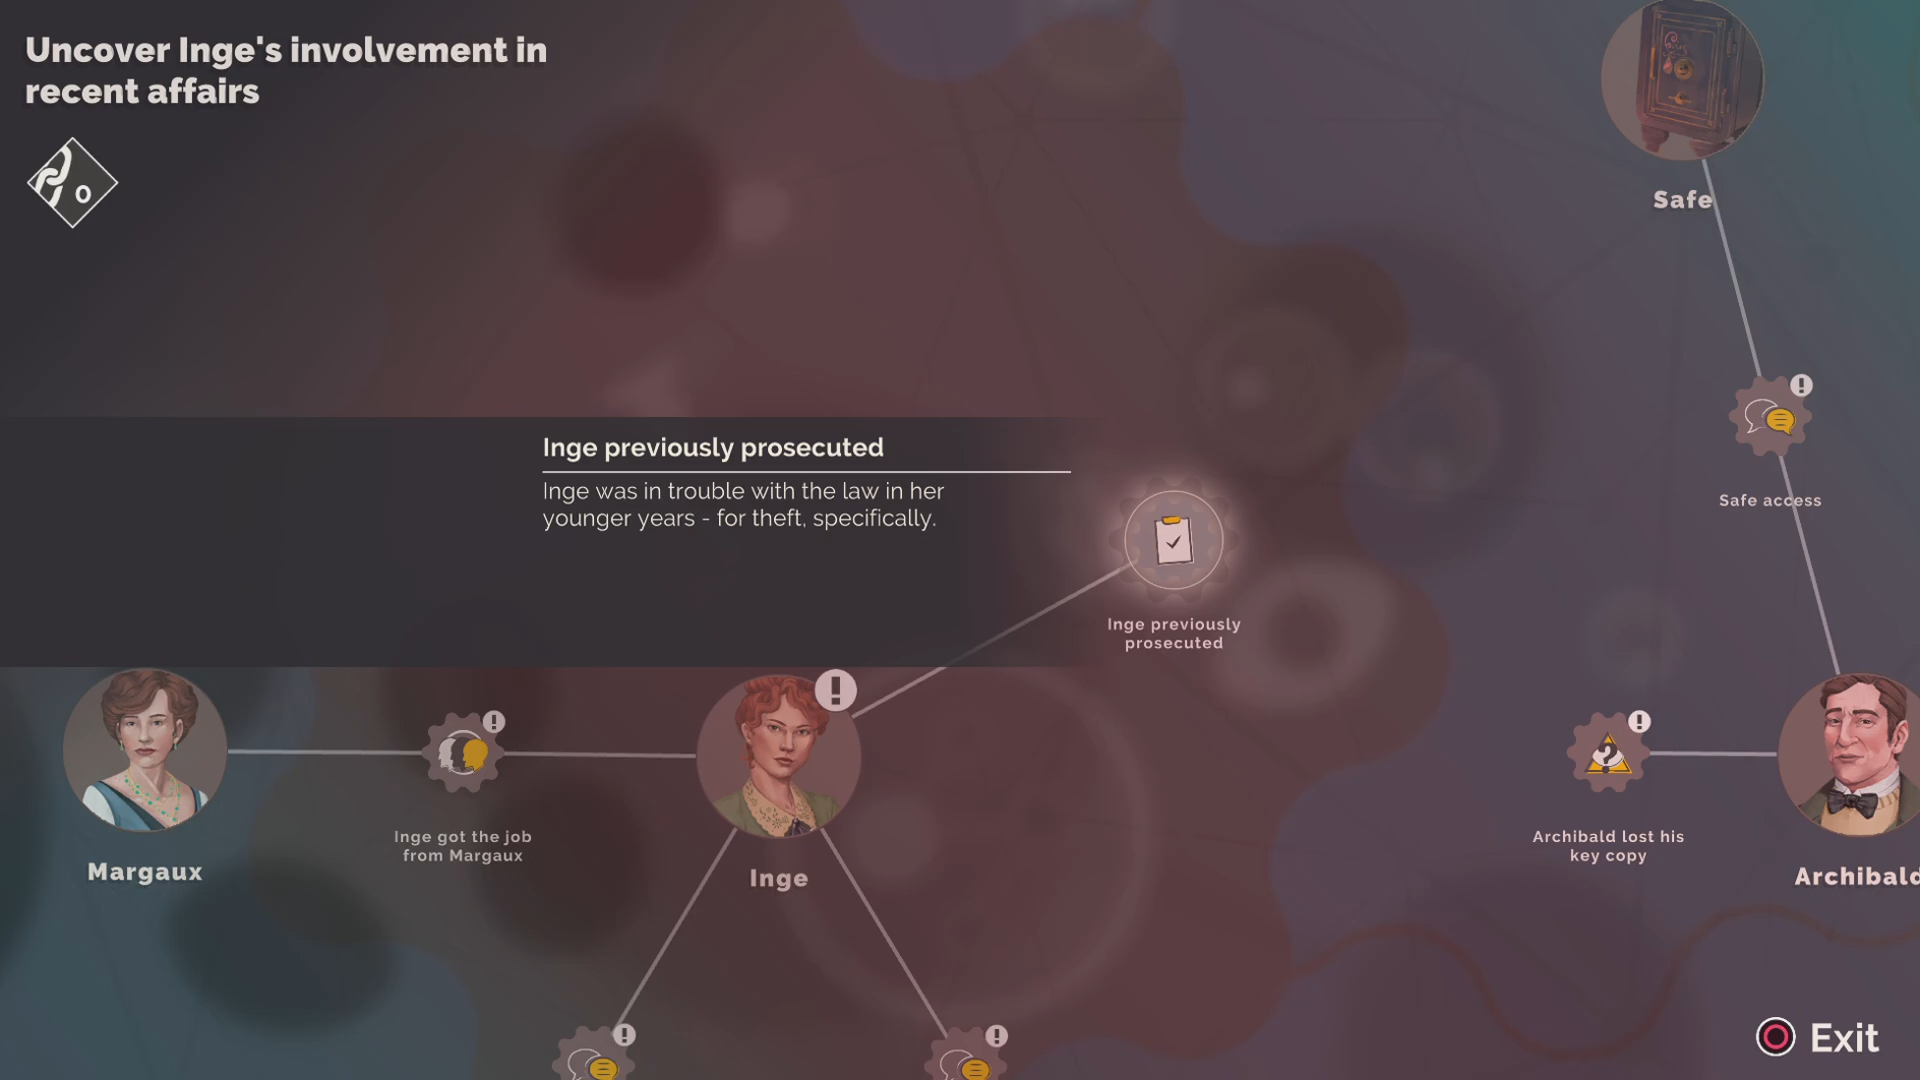 Uncover Inge's involvement in
recent affairs
0
Safe
Inge previously prosecuted
Inge was in trouble with the law in her
younger years - for theft, specifically.
Safe access
Inge previously
prosecuted
Inge got the job
from Margaux
Archibald lost his
key copy
Margaux
Inge
Archibald
Exit